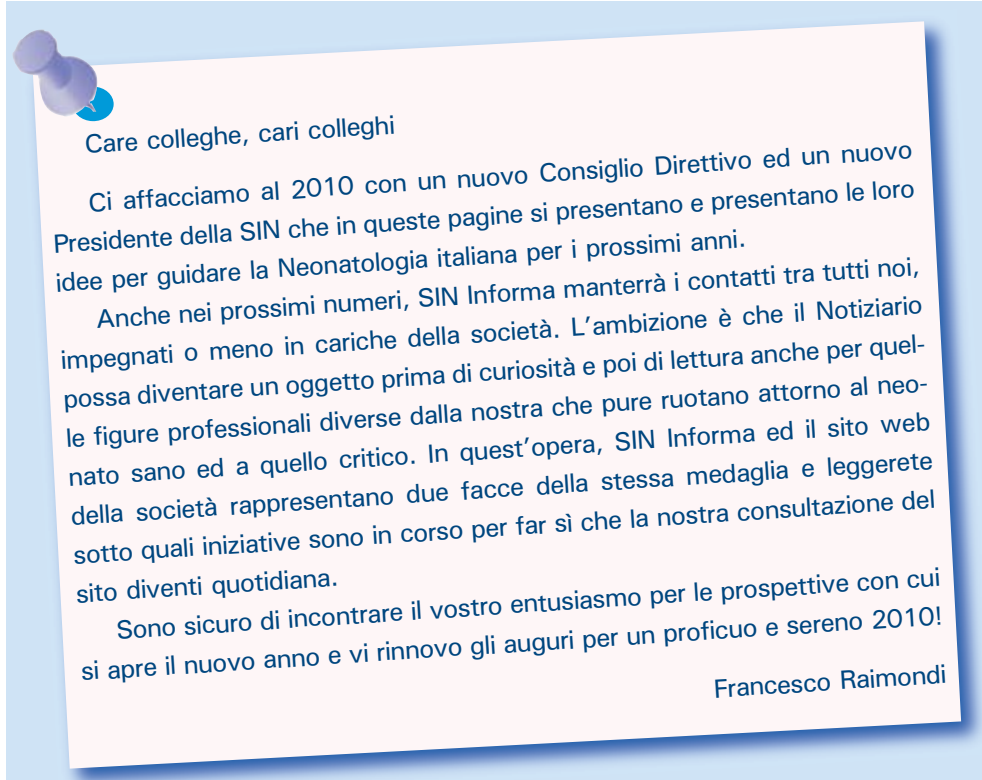 Care colleghe, cari colleghi
Ci affacciamo al 2010 con un nuovo Consiglio Direttivo ed un nuovo
Presidente della SIN che in queste pagine si presentano e presentano le loro
idee per guidare la Neonatologia italiana per i prossimi anni.
Anche nei prossimi numeri, SIN Informa manterrà i contatti tra tutti noi,
impegnati o meno in cariche della società. L'ambizione è che il Notiziario
possa diventare un oggetto prima di curiosità e poi di lettura anche per quel-
le figure professionali diverse dalla nostra che pure ruotano attorno al neo-
nato sano ed a quello critico. In quest'opera, SIN Informa ed il sito web
della società rappresentano due facce della stessa medaglia e leggerete
sotto quali iniziative sono in corso per far sì che la nostra consultazione del
sito diventi quotidiana.
Sono sicuro di incontrare il vostro entusiasmo per le prospettive con cui
si apre il nuovo anno e vi rinnovo gli auguri per un proficuo e sereno 2010!
Francesco Raimondi